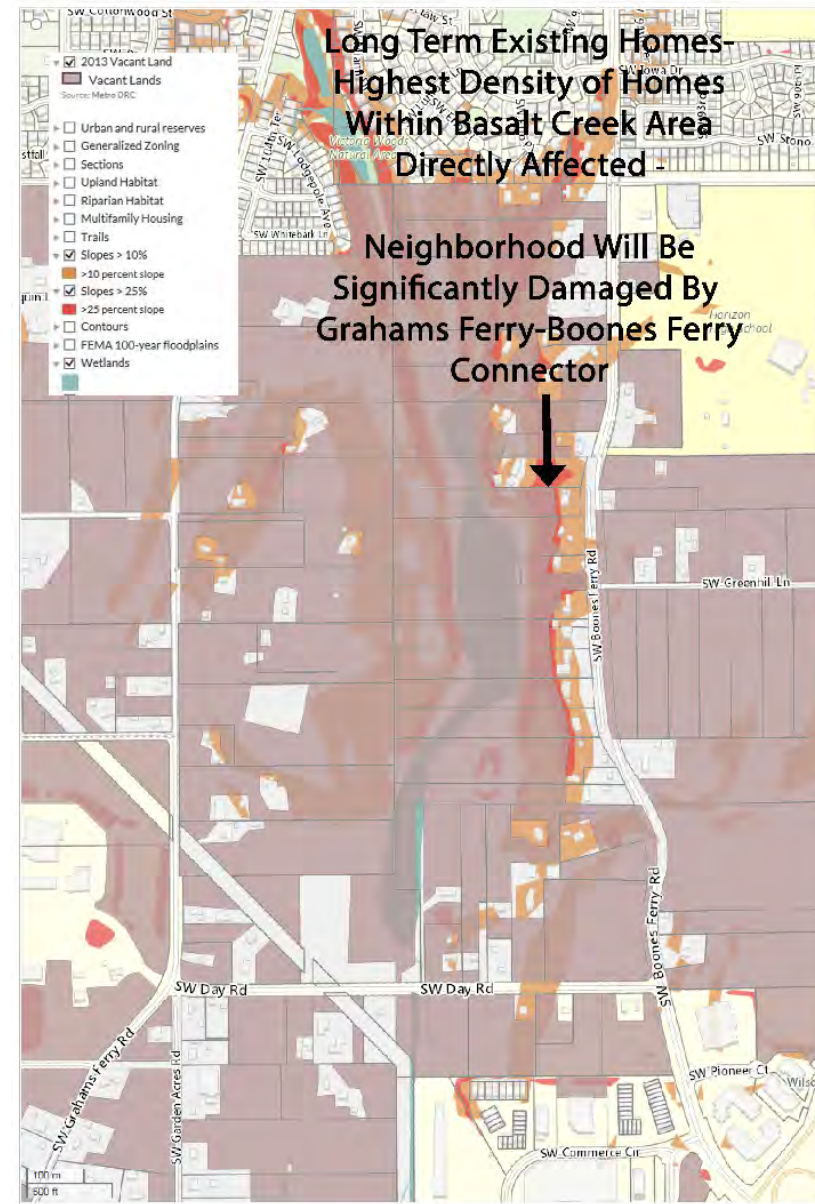 SW Cottonwood St
2013 Vacant Land
Vacant Lands
Source: Metro DRC
Urban and rural reserves
Generalized Zoning
Sections
Upland Habitat
Riparian Habitat
Multifamily Housing
Trails
Slopes > 10%
>10 percent slope
Slopes > 25%
>25 percent slope
Contours
FEMA 100-year floodplains
Wetlands
Long Term Existing Homes-
Highest Density of Homes
Within Basalt Creek Area
Directly Affected -
Neighborhood Will Be
Significantly Damaged By
Grahams Ferry-Boones Ferry
Connector
SW Iowa Dr
SW Stono
Victoria Woods
Natural Area
SW Lodgepole Ave
SW Whitebark Ln
Horizon
School
SW Boones Ferry Rd
SW Greenhill Ln
SW Boones Ferry Rd
SW Day Rd
SW Day Rd
SW Grahams Ferry Rd
SW Garden Acres Rd
SW Pioneer Ct
Wils
SW Commerce Cir
100 m
600 ft